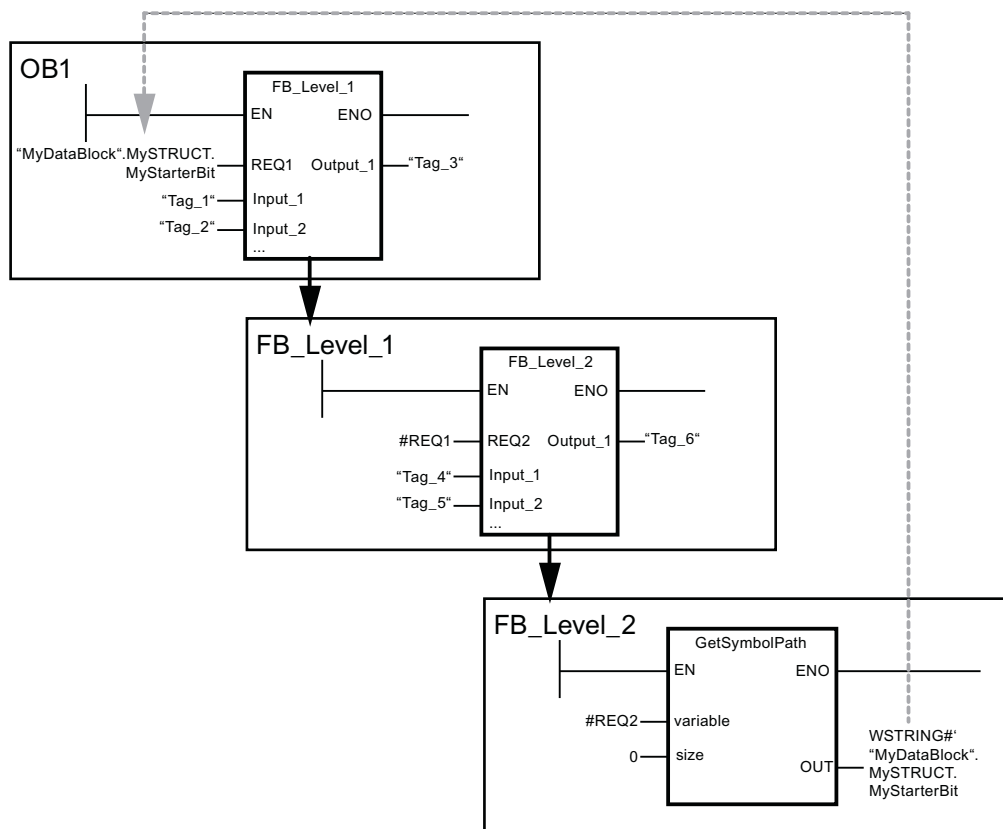 OB1
FB_Level_1
EN
ENO
“MyDataBlock“.MySTRUCT.
MyStarterBit
REQ1
Output_1
“Tag_3“
“Tag_1“
Input_1
“Tag_2“
Input_2
...
FB_Level_1
FB_Level_2
EN
ENO
#REQ1
REQ2
Output_1
“Tag_6“
“Tag_4“
Input_1
“Tag_5“
Input_2
...
FB_Level_2
GetSymbolPath
EN
ENO
#REQ2
variable
0
size
OUT
WSTRING#‘
“MyDataBlock“.
MySTRUCT.
MyStarterBit